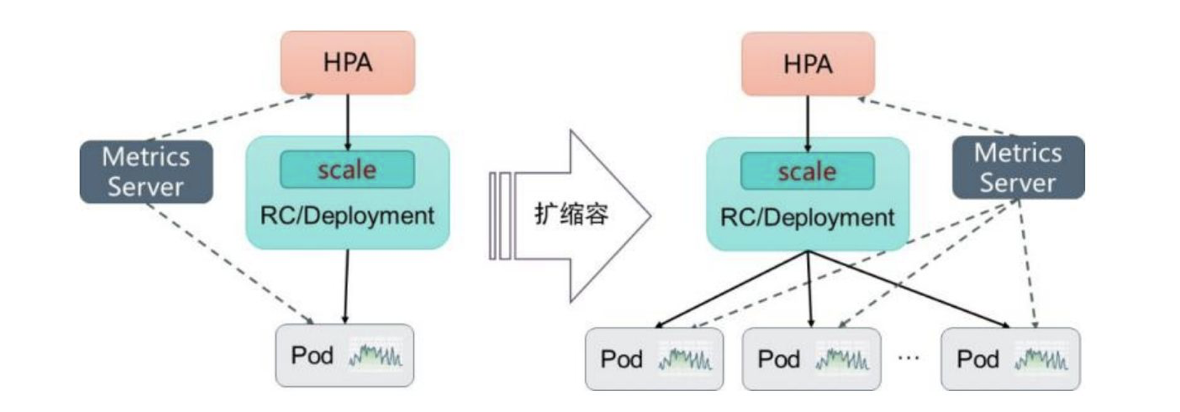 HPA
Metrics
Server
scale
RC/Deployment
Pod
扩缩容
HPA
Metrics
Server
scale
RC/Deployment
Pod
Pod
...
Pod